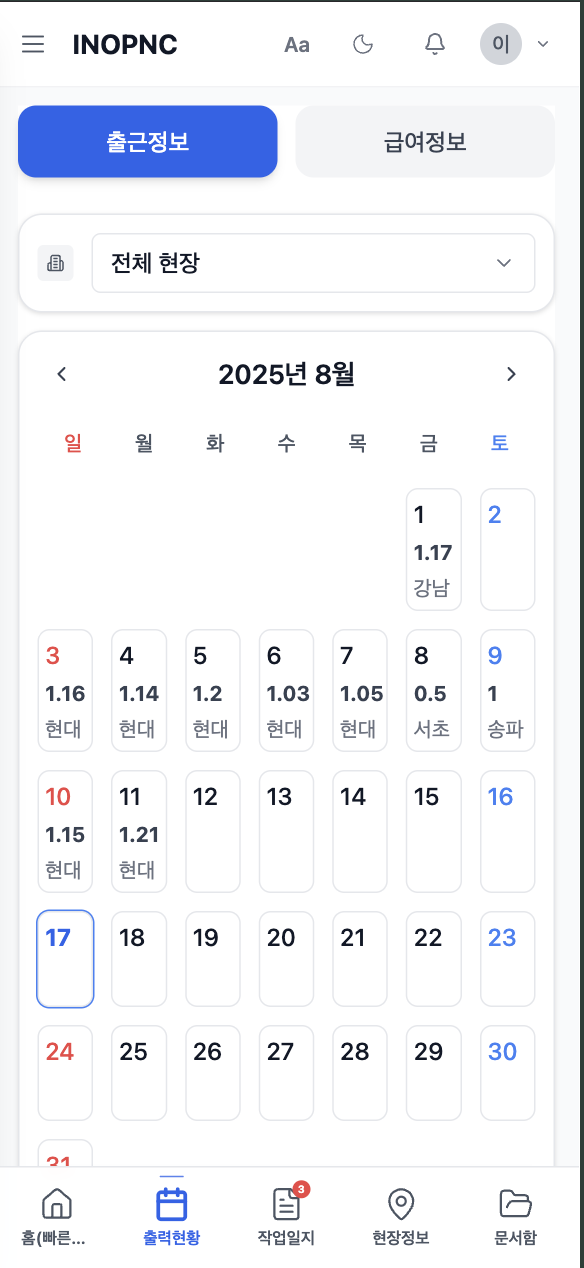 INOPNC Aa 이
출근정보 급여정보
전체 현장
2025년 8월
일 월 화 수 목 금 토
1 2
1.17
강남
3 4 5 6 7 8 9
1.16 1.14 1.2 1.03 1.05 0.5 1
현대 현대 현대 현대 현대 서초 송파
10 11 12 13 14 15 16
1.15 1.21
현대 현대
17 18 19 20 21 22 23
24 25 26 27 28 29 30
31
3
홈(빠른... 출력현황 작업일지 현장정보 문서함